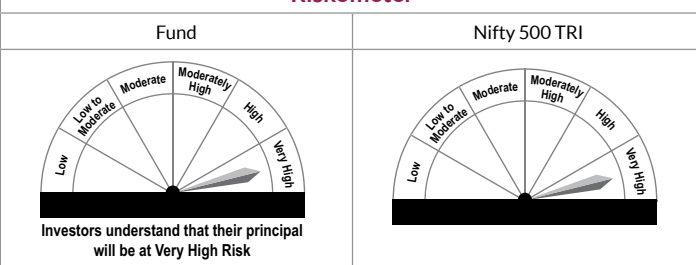 Riskometer
Fund
Nifty 500 TRI
Low
Low to
Moderate
Moderate
Moderately
High
High
Very High
Investors understand that their principal
will be at Very High Risk
Low
Low to
Moderate
Moderate
Moderately
High
High
Very High